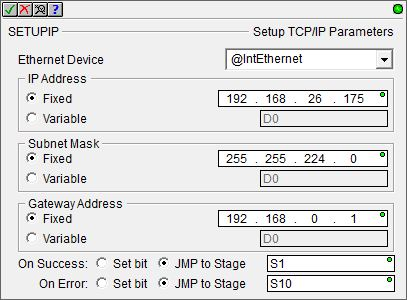 SETUPIP Setup TCP/IP Parameters
Ethernet Device @IntEthernet
IP Address
Fixed 192 . 168 . 26 . 175
Variable D0
Subnet Mask
Fixed 255 . 255 . 224 . 0
Variable D0
Gateway Address
Fixed 192 . 168 . 0 . 1
Variable D0
On Success: Set bit JMP to Stage S1
On Error: Set bit JMP to Stage S10